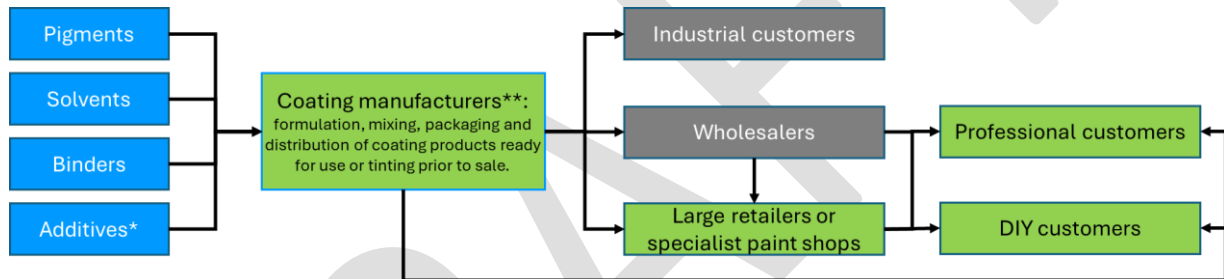 Pigments
Solvents
Binders
Additives*
Coating manufacturers**:
formulation, mixing, packaging and
distribution of coating products ready
for use or tinting prior to sale.
Industrial customers
Wholesalers
Large retailers or
specialist paint shops
Professional customers
DIY customers